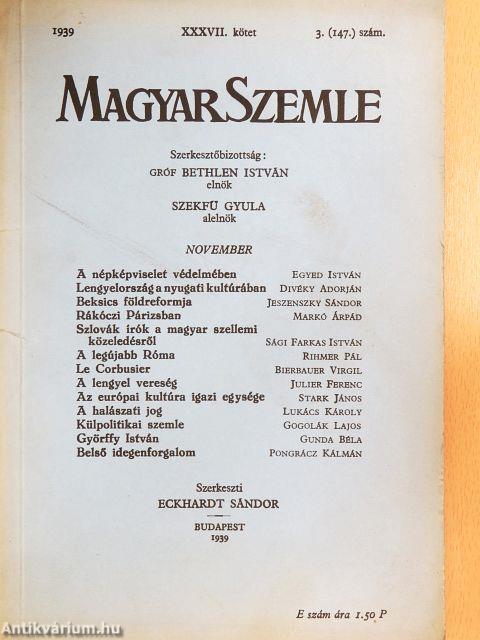 1939 XXXVII. kötet 3. (147.) szám.
MAGYAR SZEMLE
Szerkesztőbizottság :
GRÓF BETHLEN ISTVÁN
elnök
SZEKFŰ GYULA
alelnök
NOVEMBER
A népképviselet védelmében EGYED ISTVÁN
Lengyelország a nyugati kultúrában DIVÉKY ADORJÁN
Beksics földreformja JESZENSZKY SÁNDOR
Rákóczi Párizsban MARKÓ ÁRPÁD
Szlovák írók a magyar szellemi
közeledésről SÁGI FARKAS ISTVÁN
A legújabb Róma RIHMER PÁL
Le Corbusier BIERBAUER VIRGIL
A lengyel vereség JULIER FERENC
Az európai kultúra igazi egysége STARK JÁNOS
A halászati jog LUKÁCS KÁROLY
Külpolitikai szemle GOGOLÁK LAJOS
Györffy István GUNDA BÉLA
Belső idegenforgalom PONGRÁCZ KÁLMÁN
Szerkeszti
ECKHARDT SÁNDOR
BUDAPEST
1939
E szám ára 1.50 P
Antikvárium.hu